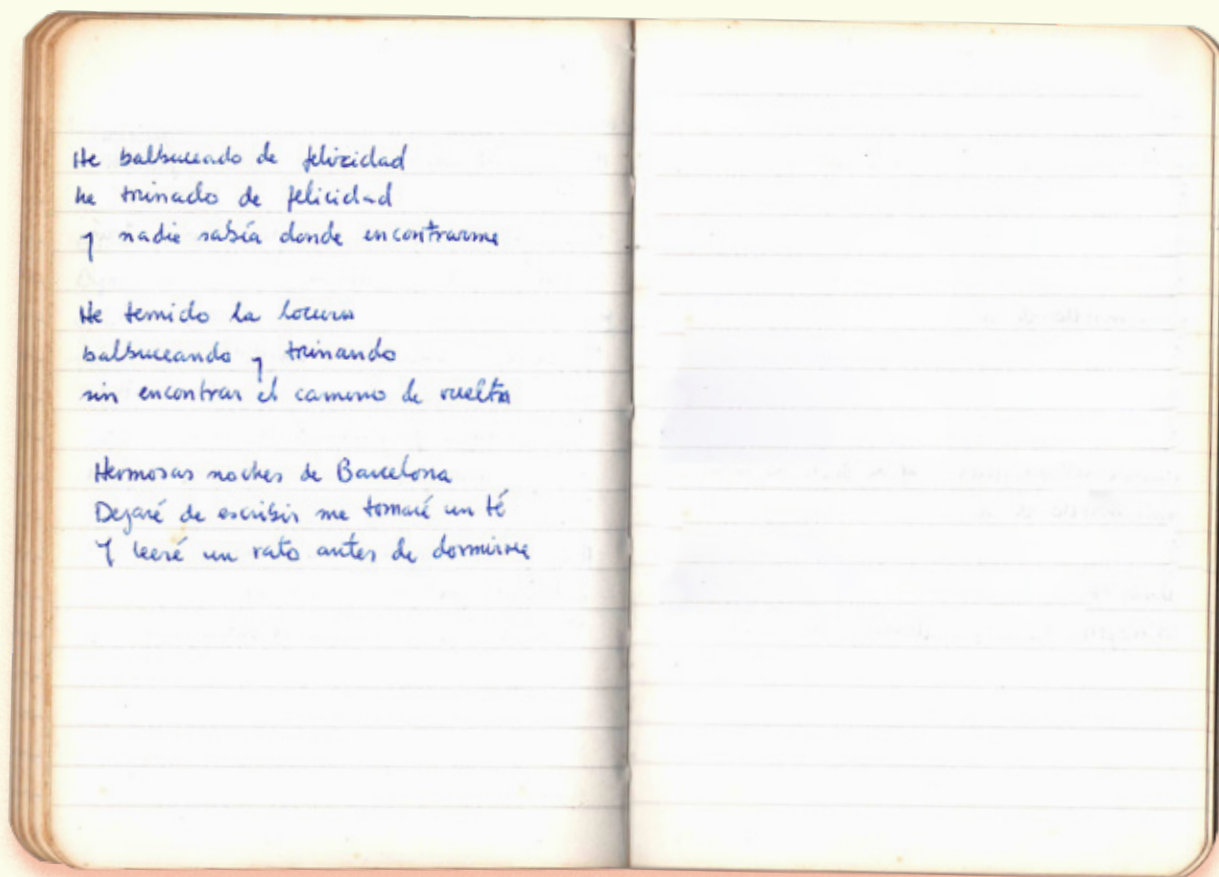 He balbuceado de felicidad
he trinado de felicidad
y nadie sabía donde encontrarme
He temido la locura
balbuceando y trinando
sin encontrar el camino de vuelta
Hermosas noches de Barcelona
Dejaré de escribir me tomaré un té
Y leeré un rato antes de dormirme